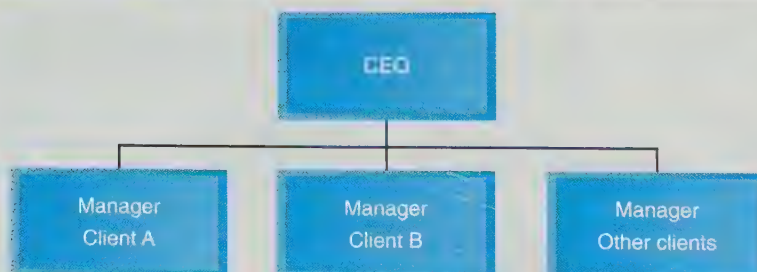 CEO
Manager
Client A
Manager
Client B
Manager
Other clients